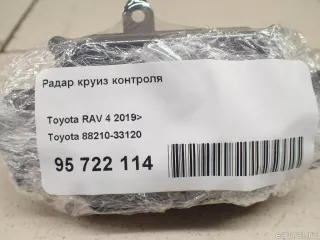 Радар круиз контроля
Toyota RAV 4 2019>
Toyota 88210-33120
95 722 114